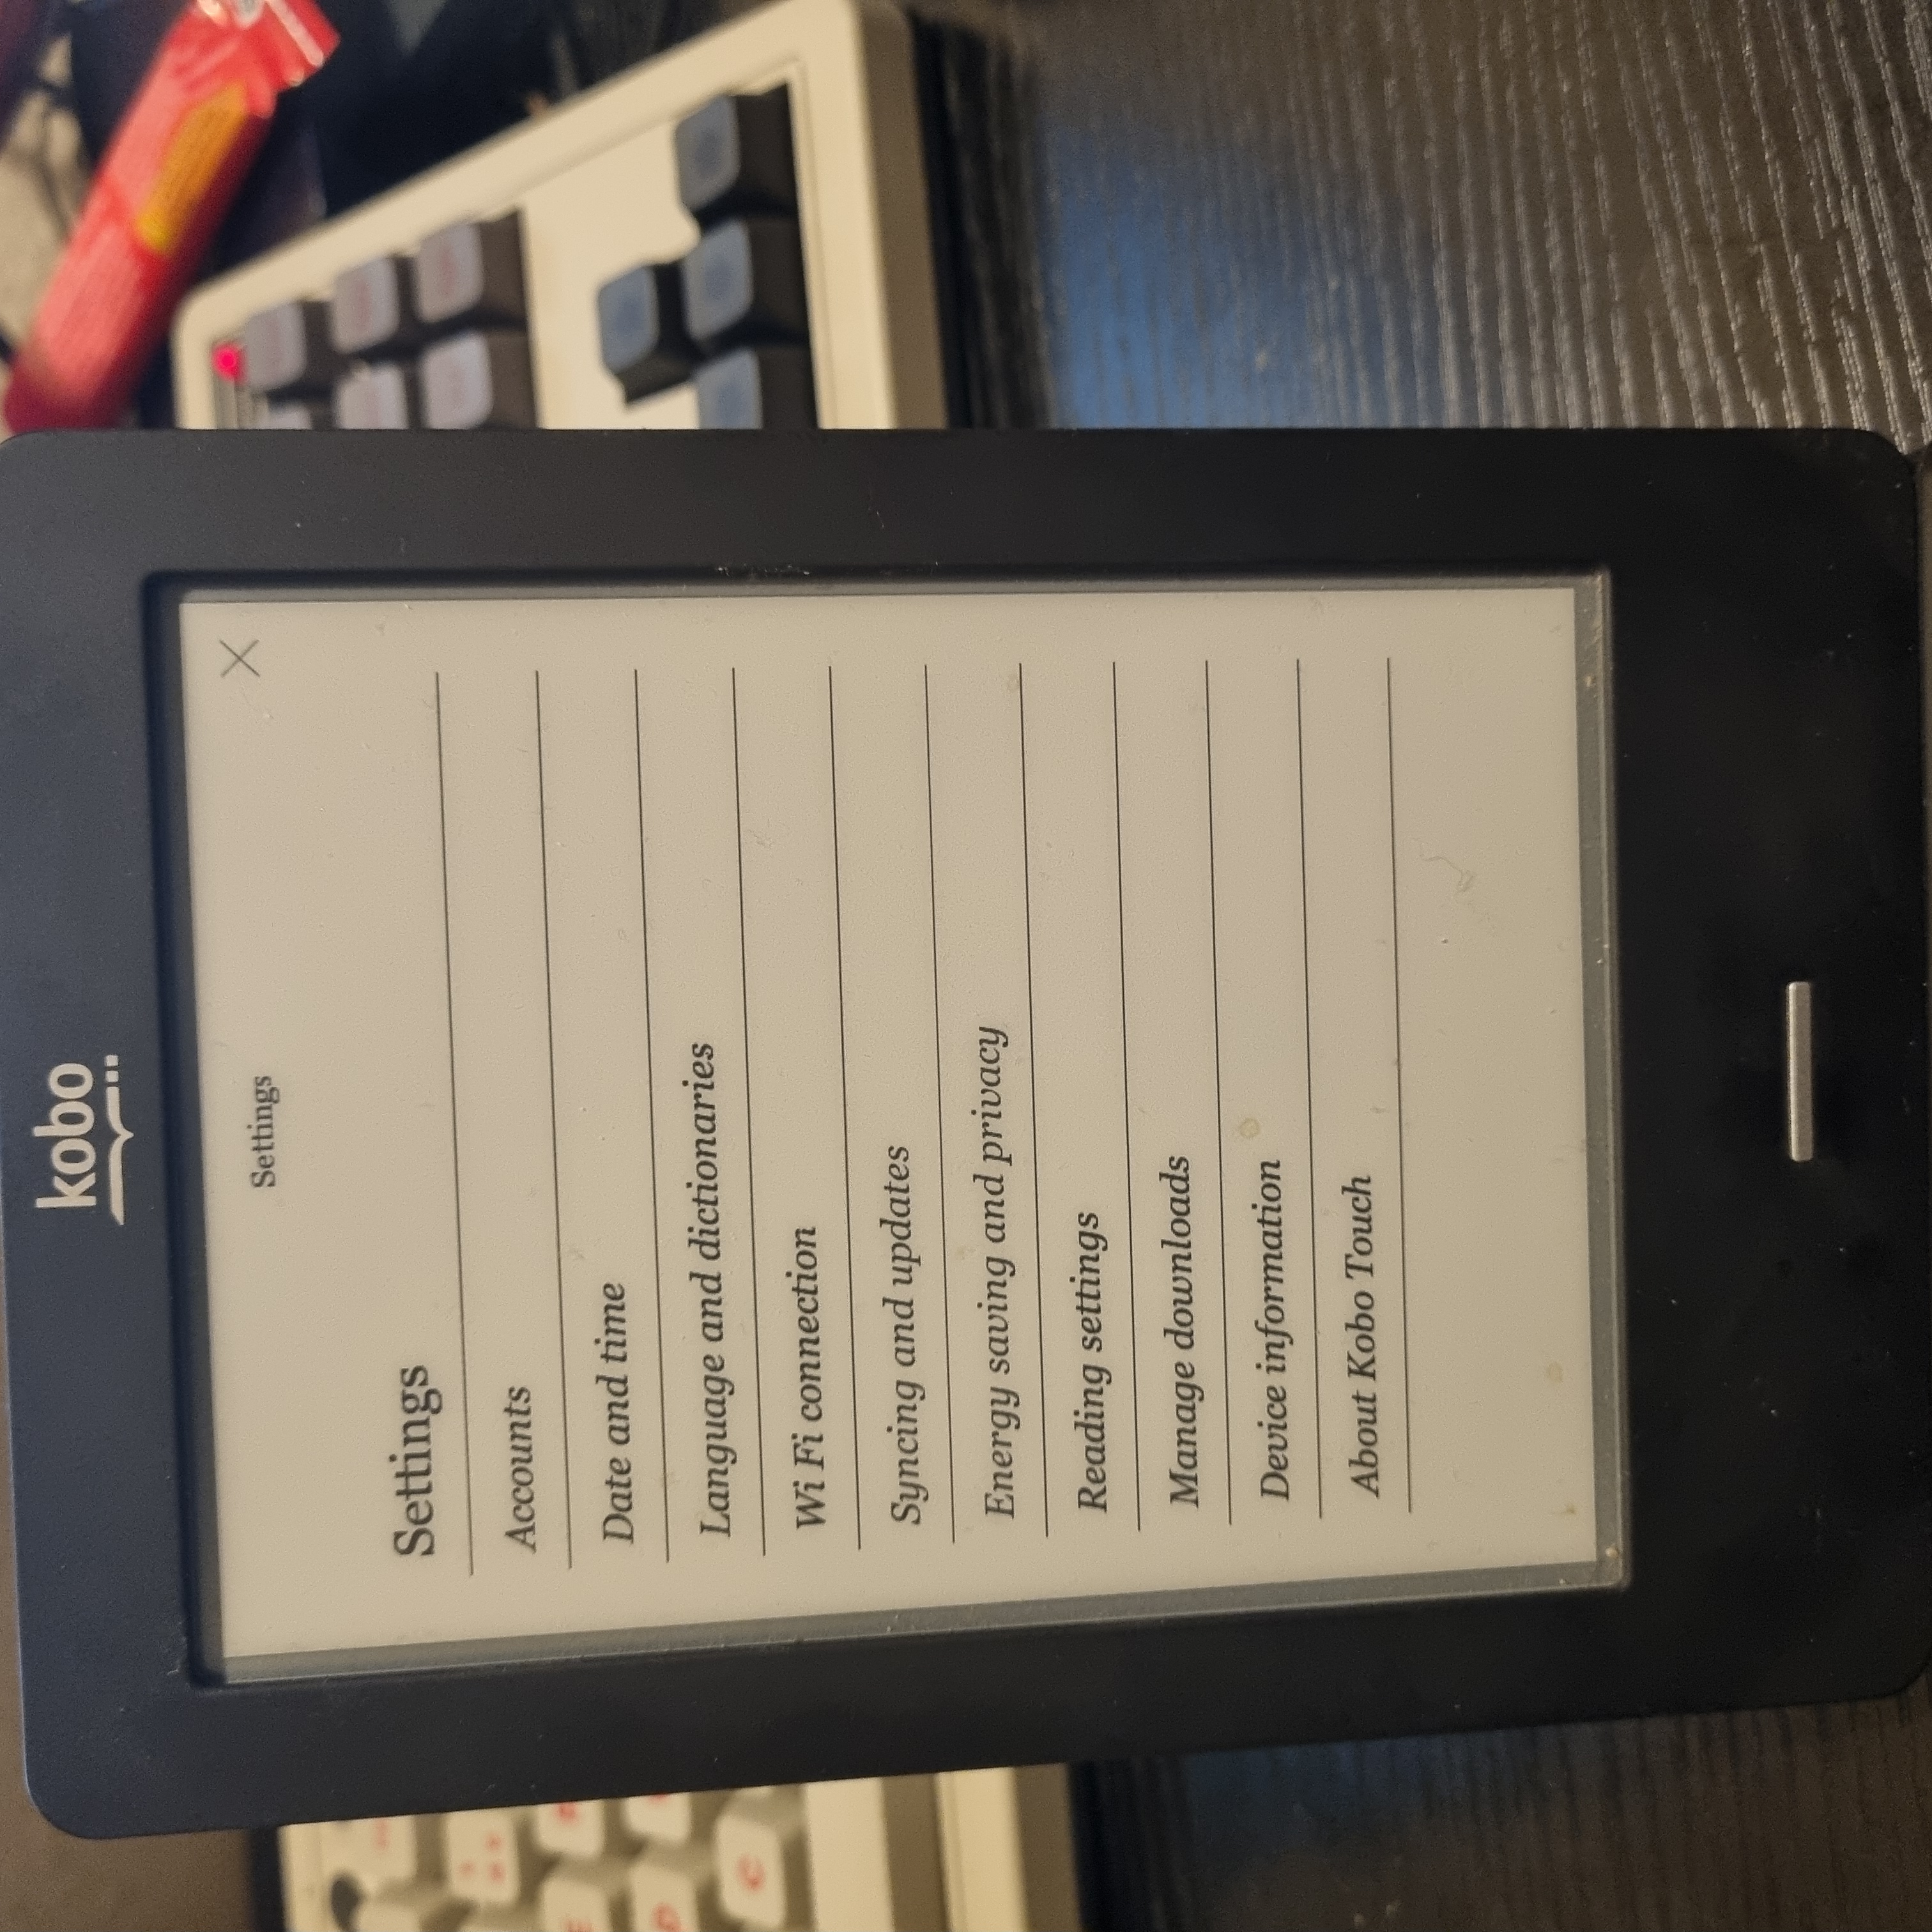 kobo
Settings
Settings
Accounts
Date and time
Language and dictionaries
Wi Fi connection
Syncing and updates
Energy saving and privacy
Reading settings
Manage downloads
Device information
About Kobo Touch